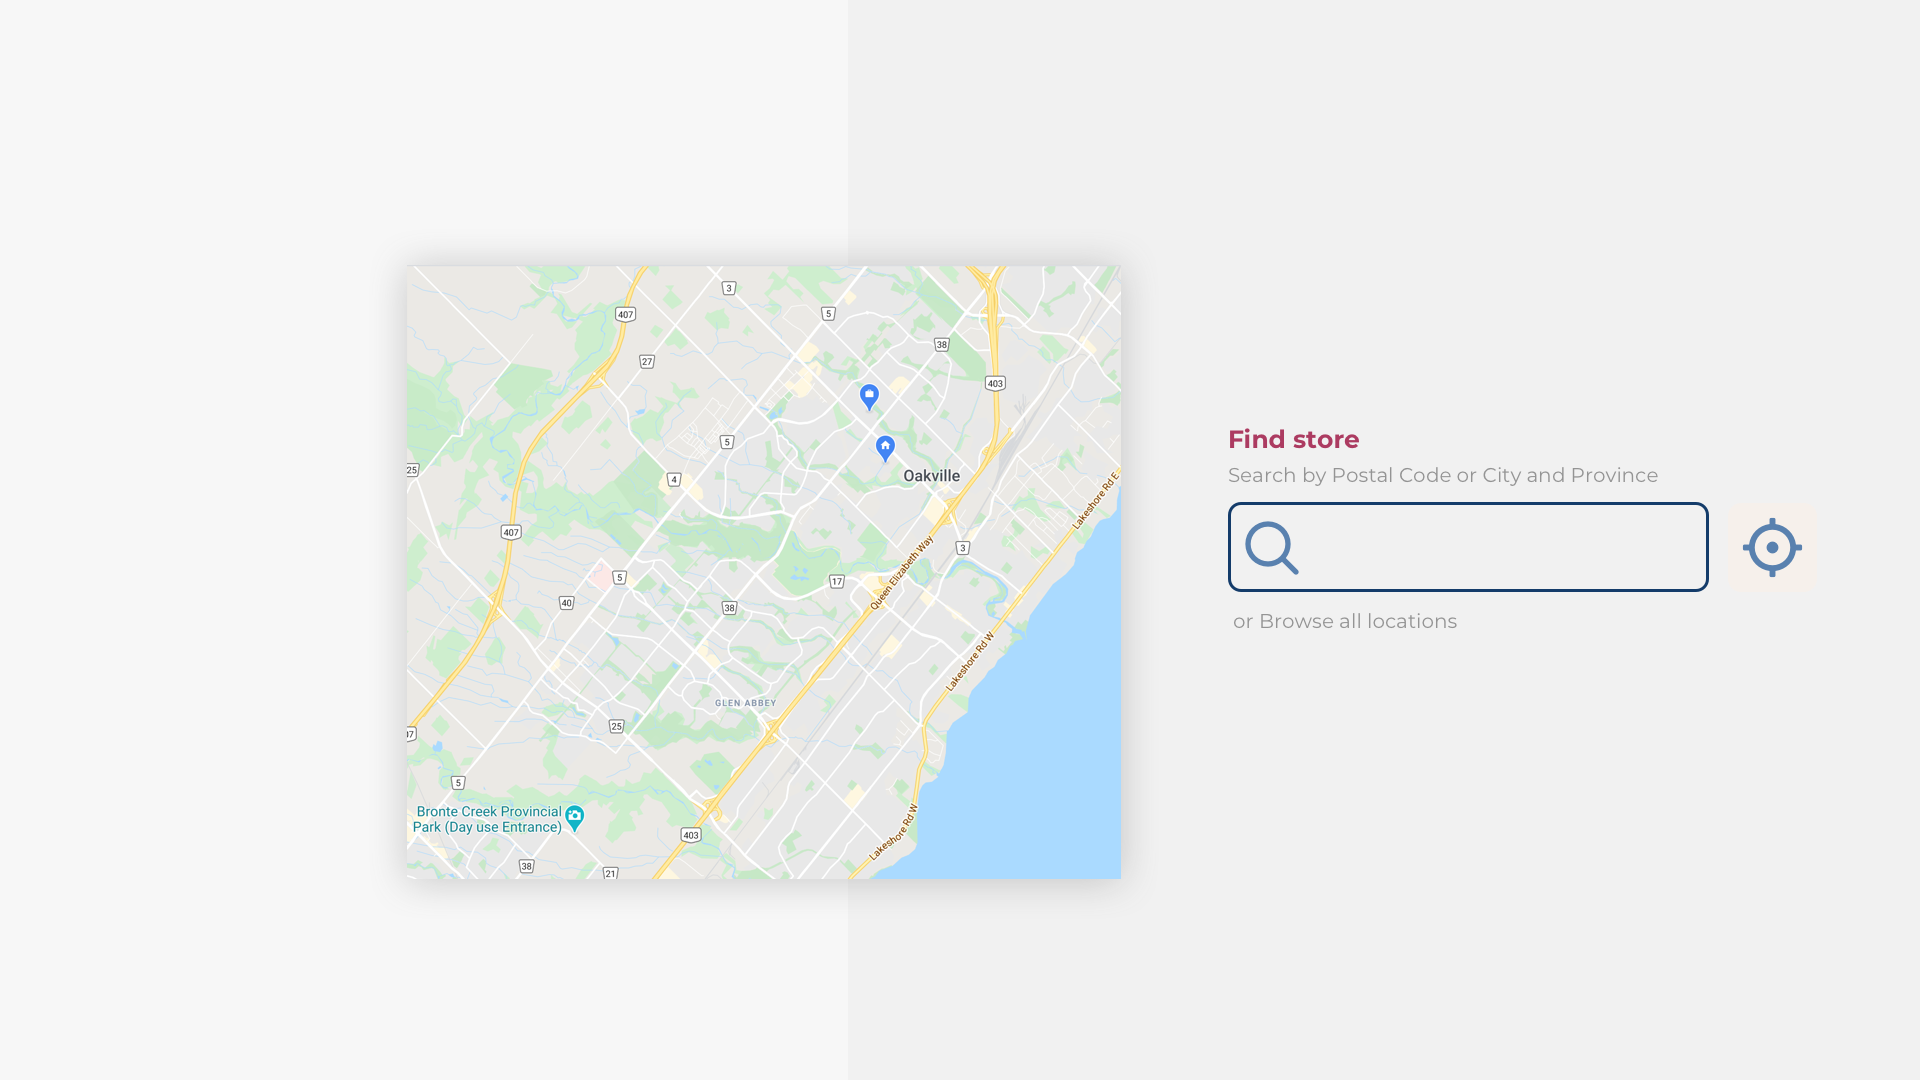 3
407
5
27
38
403
5
25
4
Oakville
407
Lakeshore Rd E
Queen Elizabeth Way
3
5
17
40
38
Lakeshore Rd W
GLEN ABBEY
25
07
5
Bronte Creek Provincial
Park (Day use Entrance)
403
Lakeshore Rd W
38
21
Find store
Search by Postal Code or City and Province
or Browse all locations